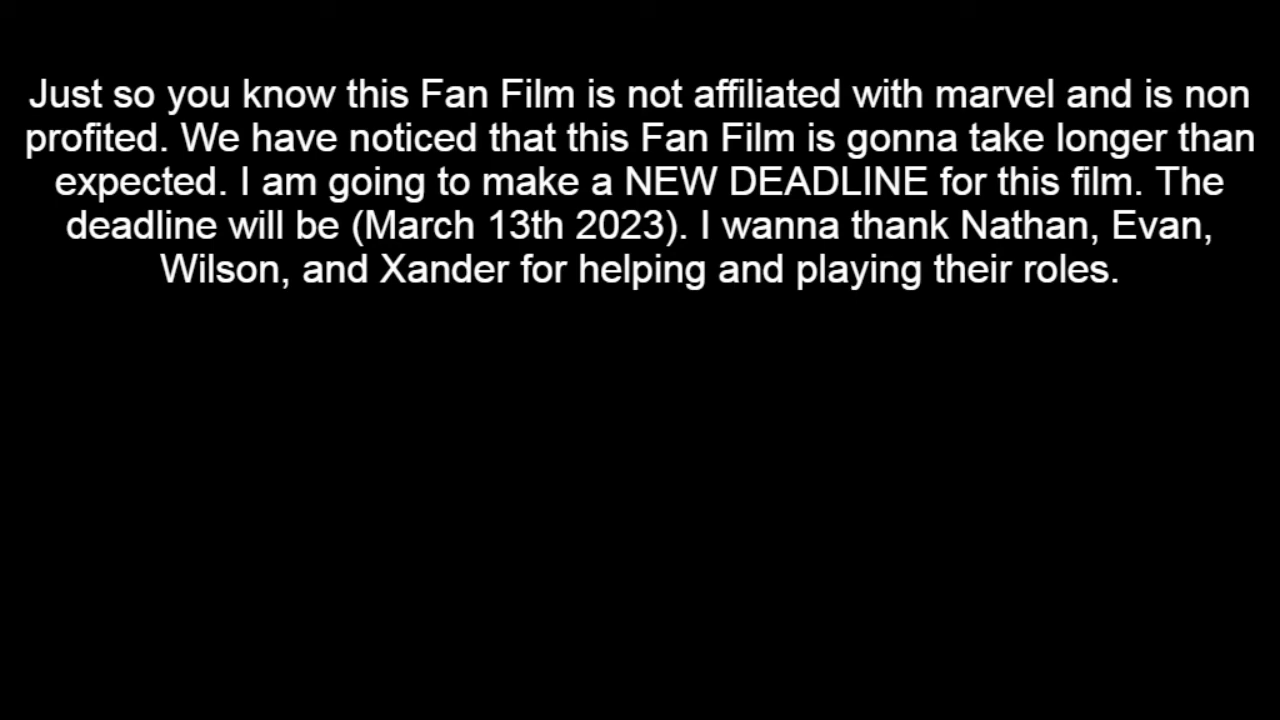 Just so you know this Fan Film is not affiliated with marvel and is non
profited. We have noticed that this Fan Film is gonna take longer than
expected. I am going to make a NEW DEADLINE for this film. The
deadline will be (March 13th 2023). I wanna thank Nathan, Evan,
Wilson, and Xander for helping and playing their roles.